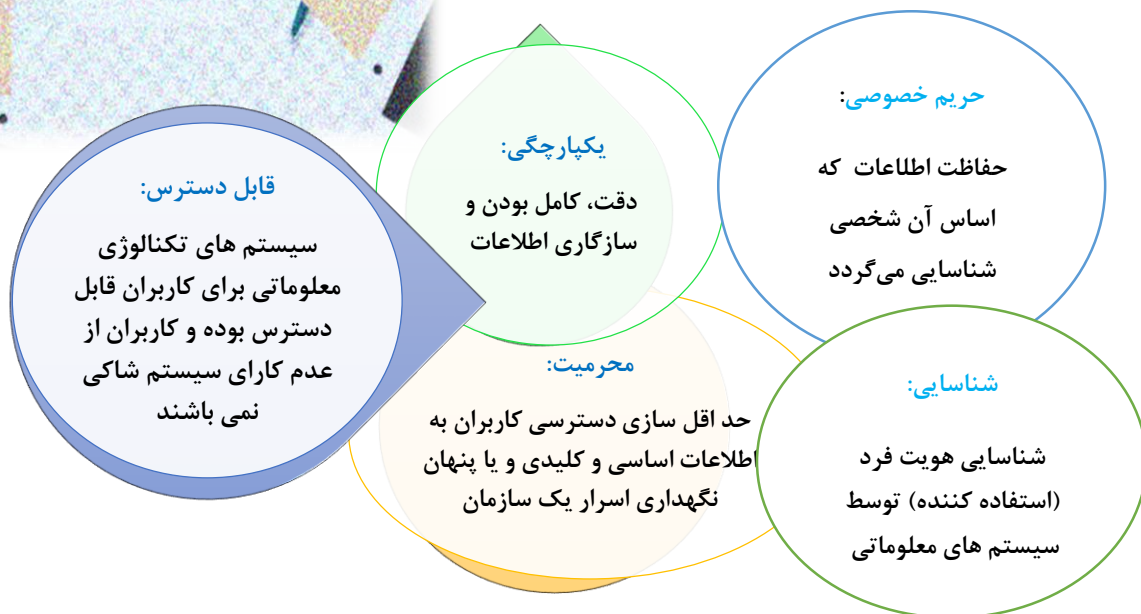 حریم خصوصی:
حفاظت اطلاعات که
اساس آن شخصی
شناسایی می‌گردد
یکپارچگی:
دقت، کامل بودن و
سازگاری اطلاعات
قابل دسترس:
سیستم های تکنالوژی
معلوماتی برای کاربران قابل
دسترس بوده و کاربران از
عدم کارای سیستم شاکی
نمی باشند
محرمیت:
حد اقل سازی دسترسی کاربران به
اطلاعات اساسی و کلیدی و یا پنهان
نگهداری اسرار یک سازمان
شناسایی:
شناسایی هویت فرد
(استفاده کننده) توسط
سیستم های معلوماتی